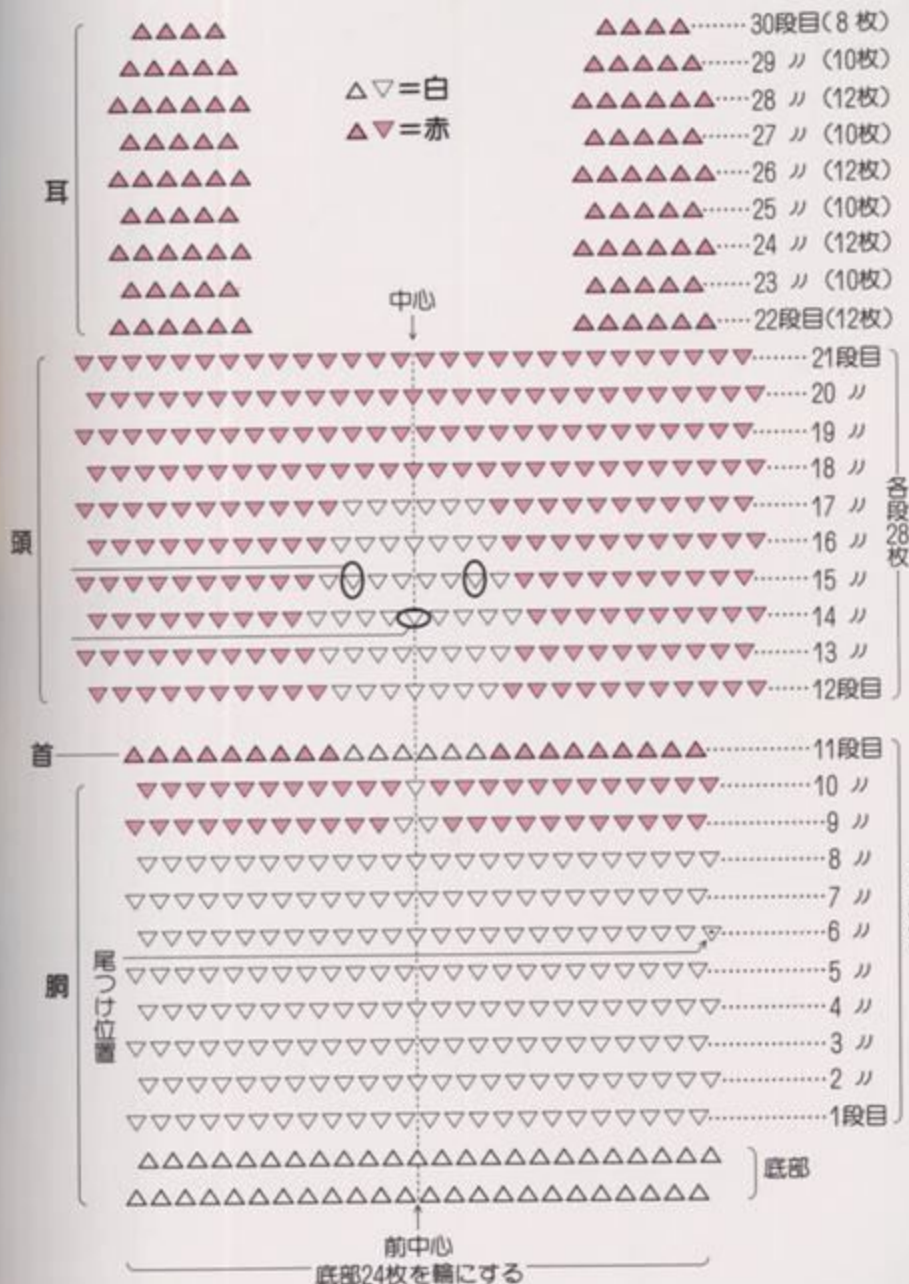 30段目(8枚)
29 〃 (10枚)
28 〃 (12枚)
27 〃 (10枚)
26 〃 (12枚)
25 〃 (10枚)
24 〃 (12枚)
23 〃 (10枚)
22段目(12枚)
△▽=白
▲▼=赤
耳
中心
↓
21段目
20 〃
19 〃
18 〃
17 〃
16 〃
15 〃
14 〃
13 〃
12段目
頭
各段28枚
首
11段目
10 〃
9 〃
8 〃
7 〃
6 〃
5 〃
4 〃
3 〃
2 〃
1段目
胴
尾つけ位置
底部
↑
前中心
底部24枚を輪にする